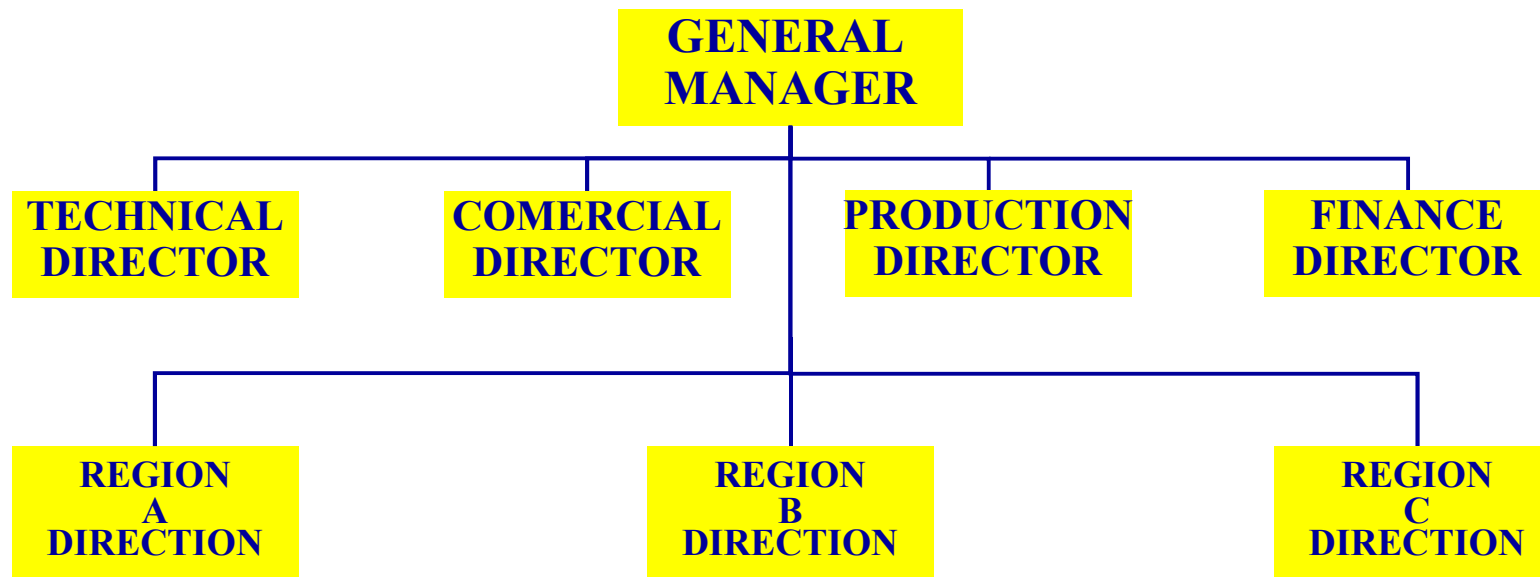 GENERAL
MANAGER
TECHNICAL
DIRECTOR
COMERCIAL
DIRECTOR
PRODUCTION
DIRECTOR
FINANCE
DIRECTOR
REGION
A
DIRECTION
REGION
B
DIRECTION
REGION
C
DIRECTION